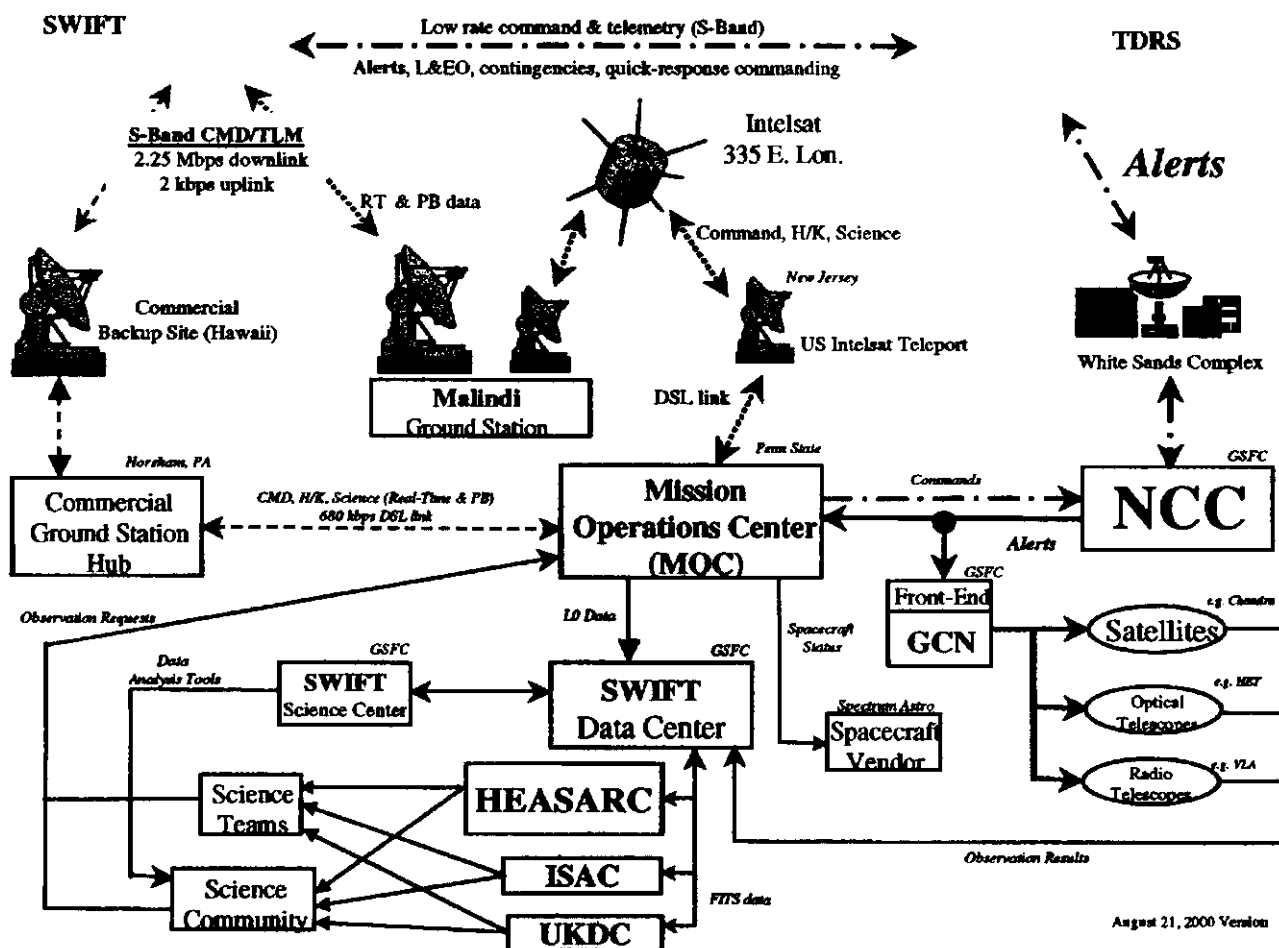 SWIFT
Low rate command & telemetry (S-Band)
TDRS
Alerts, L&EO, contingencies, quick-response commanding
S-Band CMD/TLM
2.25 Mbps downlink
2 kbps uplink
Intelsat
335 E. Lon.
Alerts
RT & PB data
Command, H/K, Science
New Jersey
Commercial
Backup Site (Hawaii)
US Intelsat Teleport
White Sands Complex
Malindi
Ground Station
DSL link
Horsham, PA
Penn State
GSFC
Commercial
Ground Station
Hub
CMD, H/K, Science (Real-Time & PB)
680 kbps DSL link
Mission
Operations Center
(MOC)
Commands
NCC
Alerts
GSFC
Front-End
GCN
Observation Requests
L0 Data
Spacecraft
Status
e.g. Chandra
Satellites
Data
Analysis Tools
GSFC
SWIFT
Science Center
GSFC
SWIFT
Data Center
e.g. HET
Optical
Telescopes
Spectrum Astro
Spacecraft
Vendor
e.g. VLA
Radio
Telescopes
Science
Teams
HEASARC
Observation Results
ISAC
Science
Community
FITS data
UKDC
August 21, 2000 Version